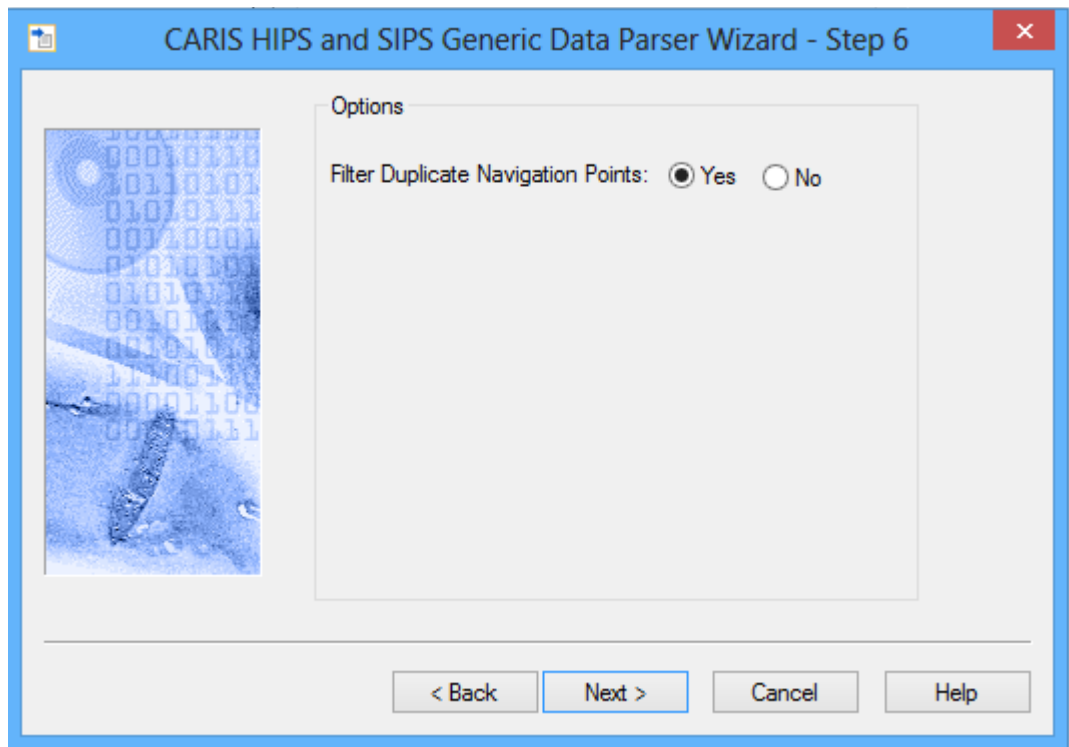 CARIS HIPS and SIPS Generic Data Parser Wizard - Step 6
Options
Filter Duplicate Navigation Points: Yes No
< Back Next > Cancel Help